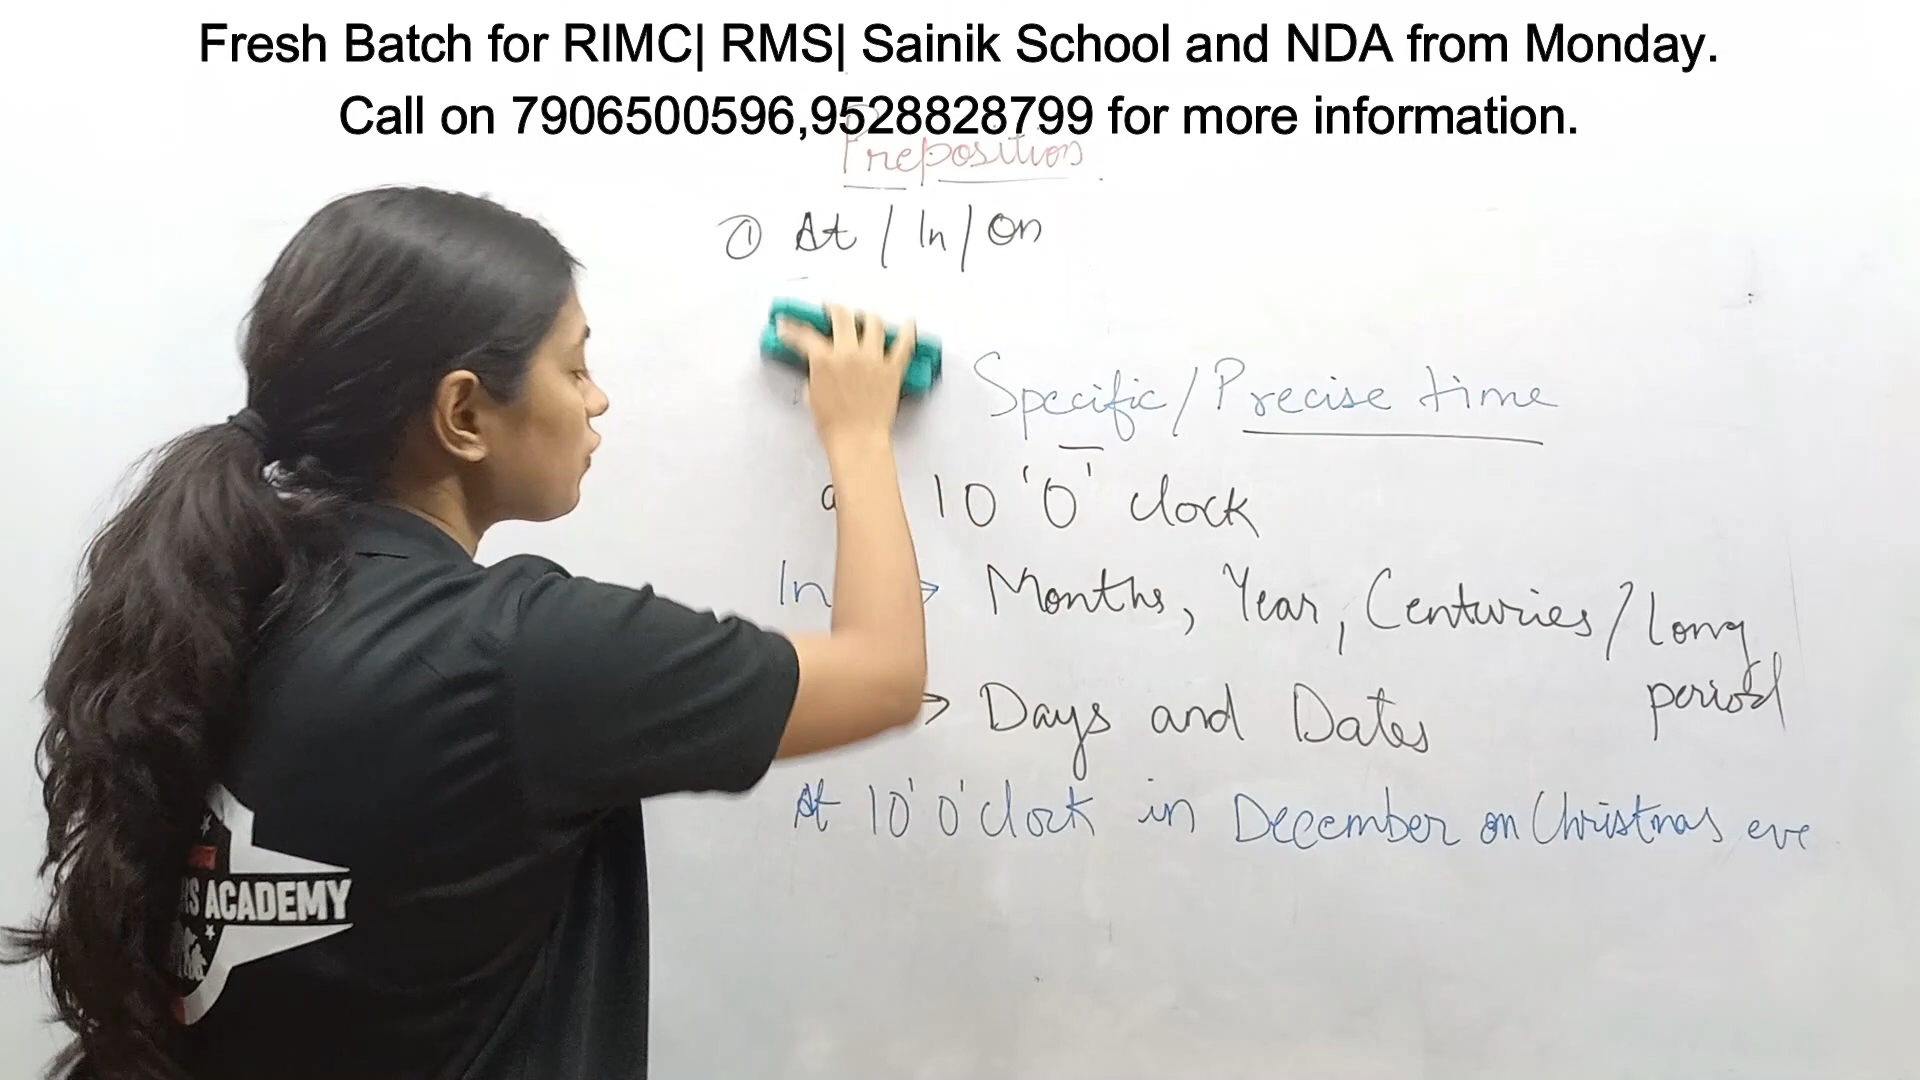 Fresh Batch for RIMC| RMS| Sainik School and NDA from Monday.
Call on 7906500596,9528828799 for more information.
Preposition
① At / In / On
Specific / Precise time
10 'O' clock
In → Months, Year, Centuries / Long period
→ Days and Dates
At 10'O'clock in December on Christmas eve
S ACADEMY